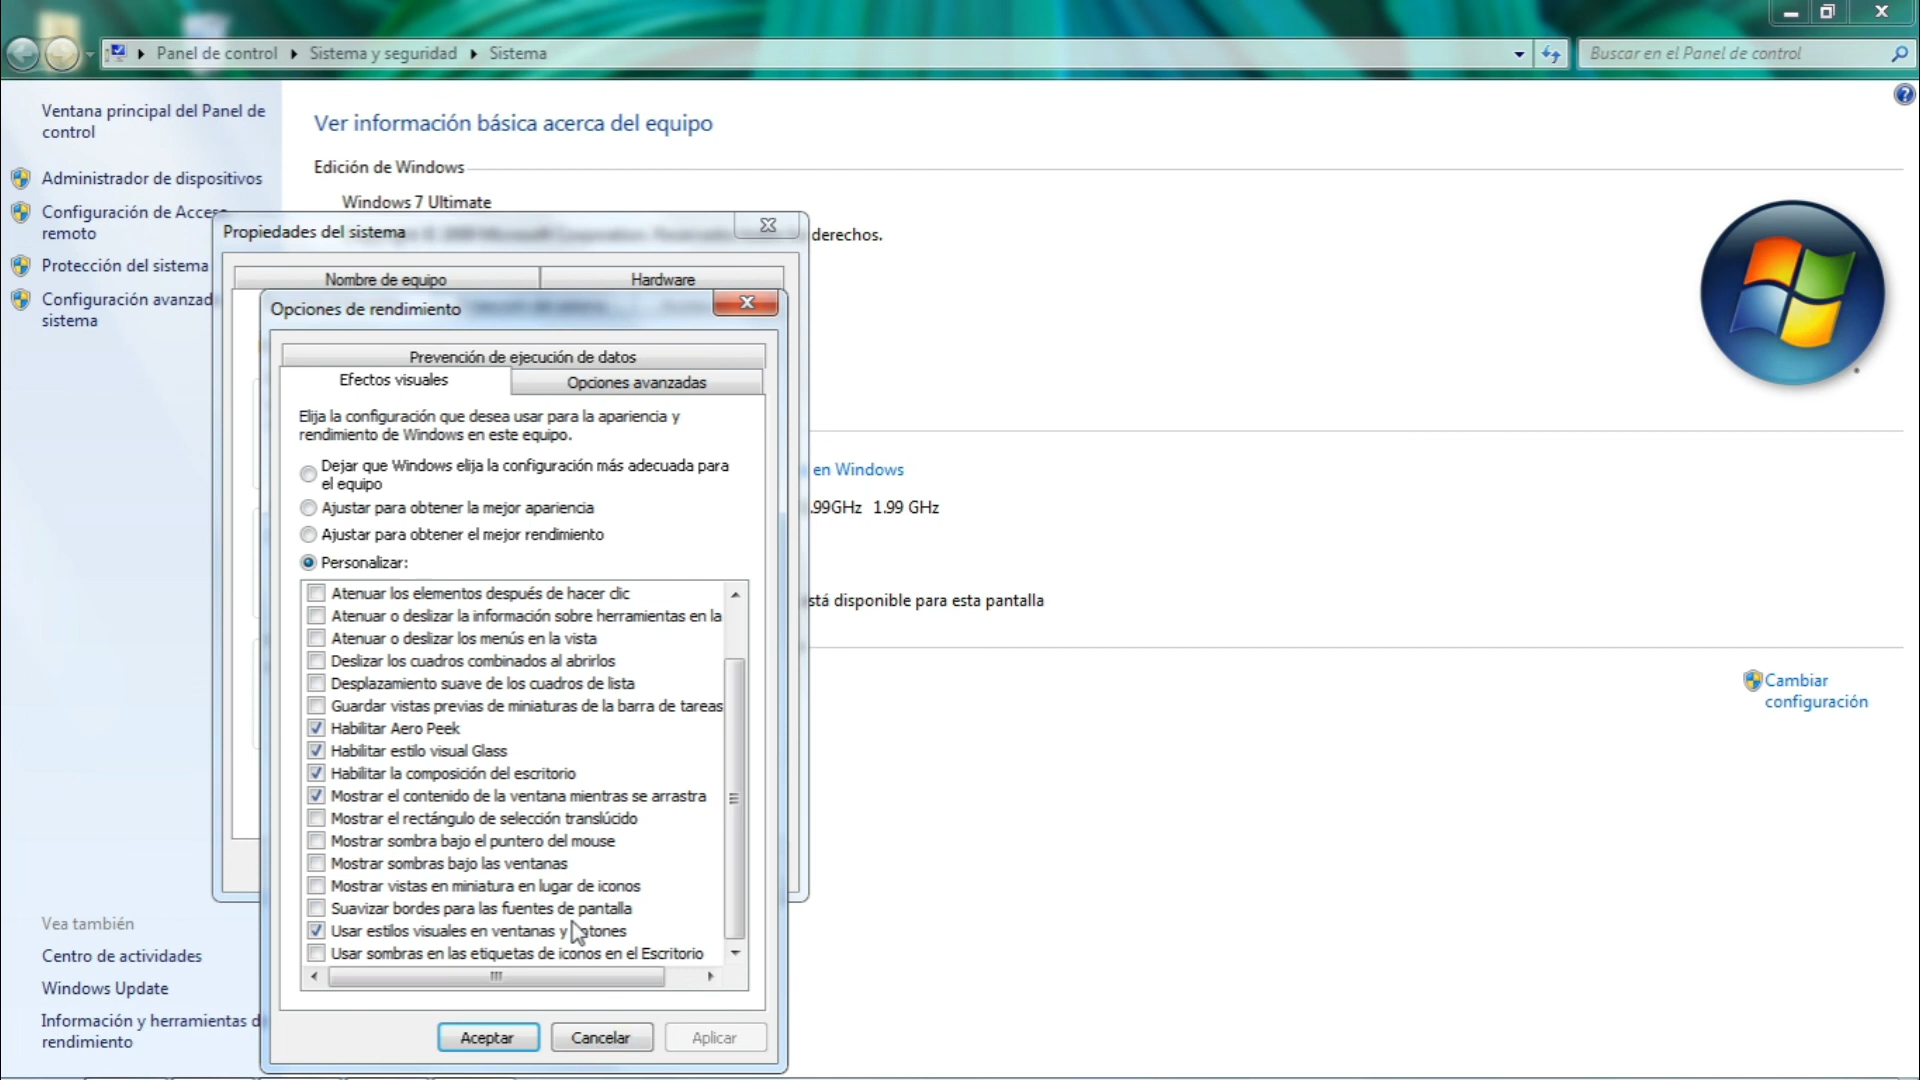 Panel de control
Sistema y seguridad
Sistema
Buscar en el Panel de control
Ventana principal del Panel de
control
Administrador de dispositivos
Configuración de Acces
remoto
Protección del sistema
Configuración avanzad
sistema
Vea también
Centro de actividades
Windows Update
Información y herramientas d
rendimiento
Ver información básica acerca del equipo
Edición de Windows
Windows 7 Ultimate
derechos.
en Windows
.99GHz 1.99 GHz
stá disponible para esta pantalla
Cambiar
configuración
Propiedades del sistema
Nombre de equipo
Hardware
Opciones de rendimiento
Prevención de ejecución de datos
Efectos visuales
Opciones avanzadas
Elija la configuración que desea usar para la apariencia y
rendimiento de Windows en este equipo.
Dejar que Windows elija la configuración más adecuada para
el equipo
Ajustar para obtener la mejor apariencia
Ajustar para obtener el mejor rendimiento
Personalizar:
Atenuar los elementos después de hacer clic
Atenuar o deslizar la información sobre herramientas en la
Atenuar o deslizar los menús en la vista
Deslizar los cuadros combinados al abrirlos
Desplazamiento suave de los cuadros de lista
Guardar vistas previas de miniaturas de la barra de tareas
Habilitar Aero Peek
Habilitar estilo visual Glass
Habilitar la composición del escritorio
Mostrar el contenido de la ventana mientras se arrastra
Mostrar el rectángulo de selección translúcido
Mostrar sombra bajo el puntero del mouse
Mostrar sombras bajo las ventanas
Mostrar vistas en miniatura en lugar de iconos
Suavizar bordes para las fuentes de pantalla
Usar estilos visuales en ventanas y botones
Usar sombras en las etiquetas de iconos en el Escritorio
Aceptar
Cancelar
Aplicar